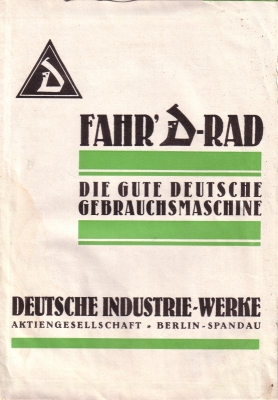 D
FAHR' D-RAD
DIE GUTE DEUTSCHE
GEBRAUCHSMASCHINE
DEUTSCHE INDUSTRIE-WERKE
AKTIENGESELLSCHAFT • BERLIN-SPANDAU